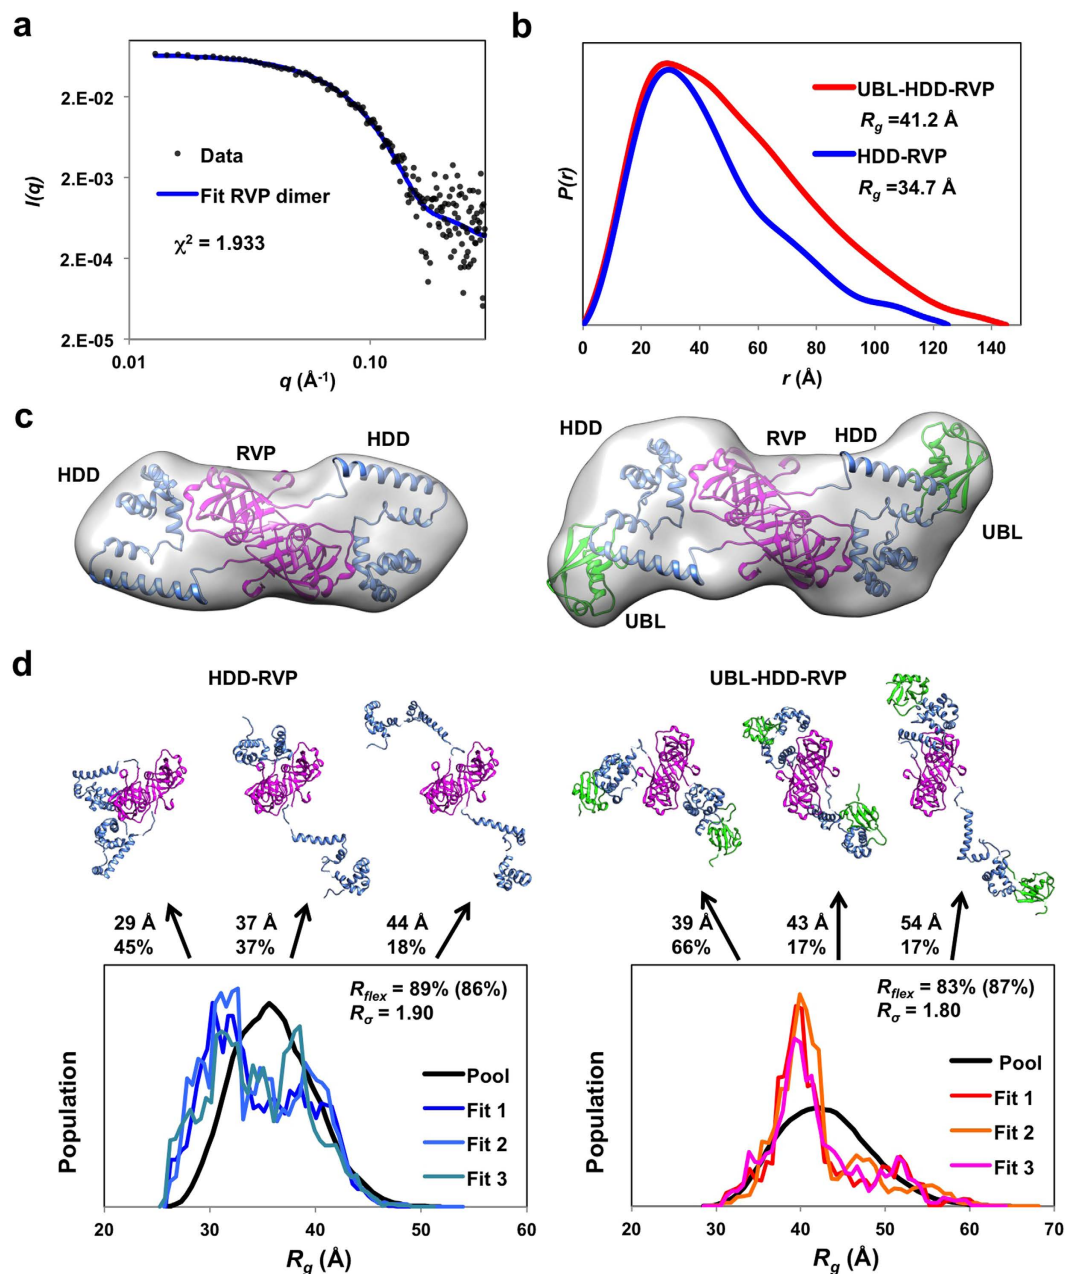 a
2.E-02
2.E-03
2.E-04
2.E-05
I(q)
Data
Fit RVP dimer
χ² = 1.933
0.01
0.10
q (Å⁻¹)
b
P(r)
UBL-HDD-RVP
Rg =41.2 Å
HDD-RVP
Rg =34.7 Å
0 20 40 60 80 100 120 140
r (Å)
c
HDD
RVP
HDD
HDD
RVP
HDD
UBL
UBL
d
HDD-RVP
UBL-HDD-RVP
29 Å
45%
37 Å
37%
44 Å
18%
39 Å
66%
43 Å
17%
54 Å
17%
Population
Rflex = 89% (86%)
Rσ = 1.90
Pool
Fit 1
Fit 2
Fit 3
20 30 40 50 60
Rg (Å)
Population
Rflex = 83% (87%)
Rσ = 1.80
Pool
Fit 1
Fit 2
Fit 3
20 30 40 50 60 70
Rg (Å)